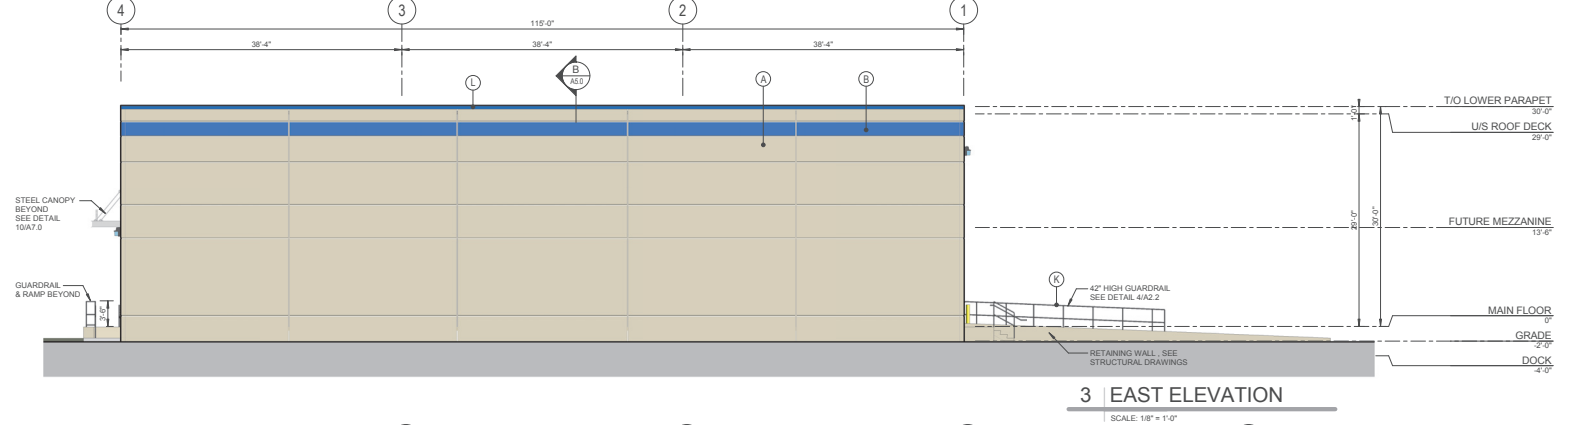 4
3
2
1
115'-0"
38'-4"
38'-4"
38'-4"
B
A5.0
L
A
B
T/O LOWER PARAPET
30'-0"
1'-0"
U/S ROOF DECK
29'-0"
STEEL CANOPY
BEYOND
SEE DETAIL
10/A7.0
29'-0"
30'-0"
FUTURE MEZZANINE
13'-6"
GUARDRAIL
& RAMP BEYOND
3'-6"
K
42" HIGH GUARDRAIL
SEE DETAIL 4/A2.2
MAIN FLOOR
0"
GRADE
-2'-0"
RETAINING WALL , SEE
STRUCTURAL DRAWINGS
DOCK
-4'-0"
3 EAST ELEVATION
SCALE: 1/8" = 1'-0"